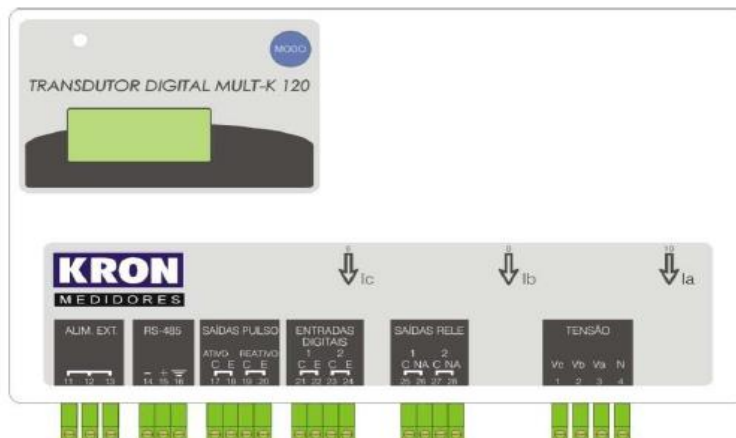 MODO
TRANSDUTOR DIGITAL MULT-K 120
10
Ic
Ib
Ia
KRON
MEDIDORES
ALIM. EXT.
11 12 13
RS-485
- +
14 15 16
SAÍDAS PULSO
ATIVO REATIVO
C E C E
17 18 19 20
ENTRADAS
DIGITAIS
1 2
C E C E
21 22 23 24
SAÍDAS RELE
1 2
C NA C NA
25 26 27 28
TENSÃO
Vc Vb Va N
1 2 3 4